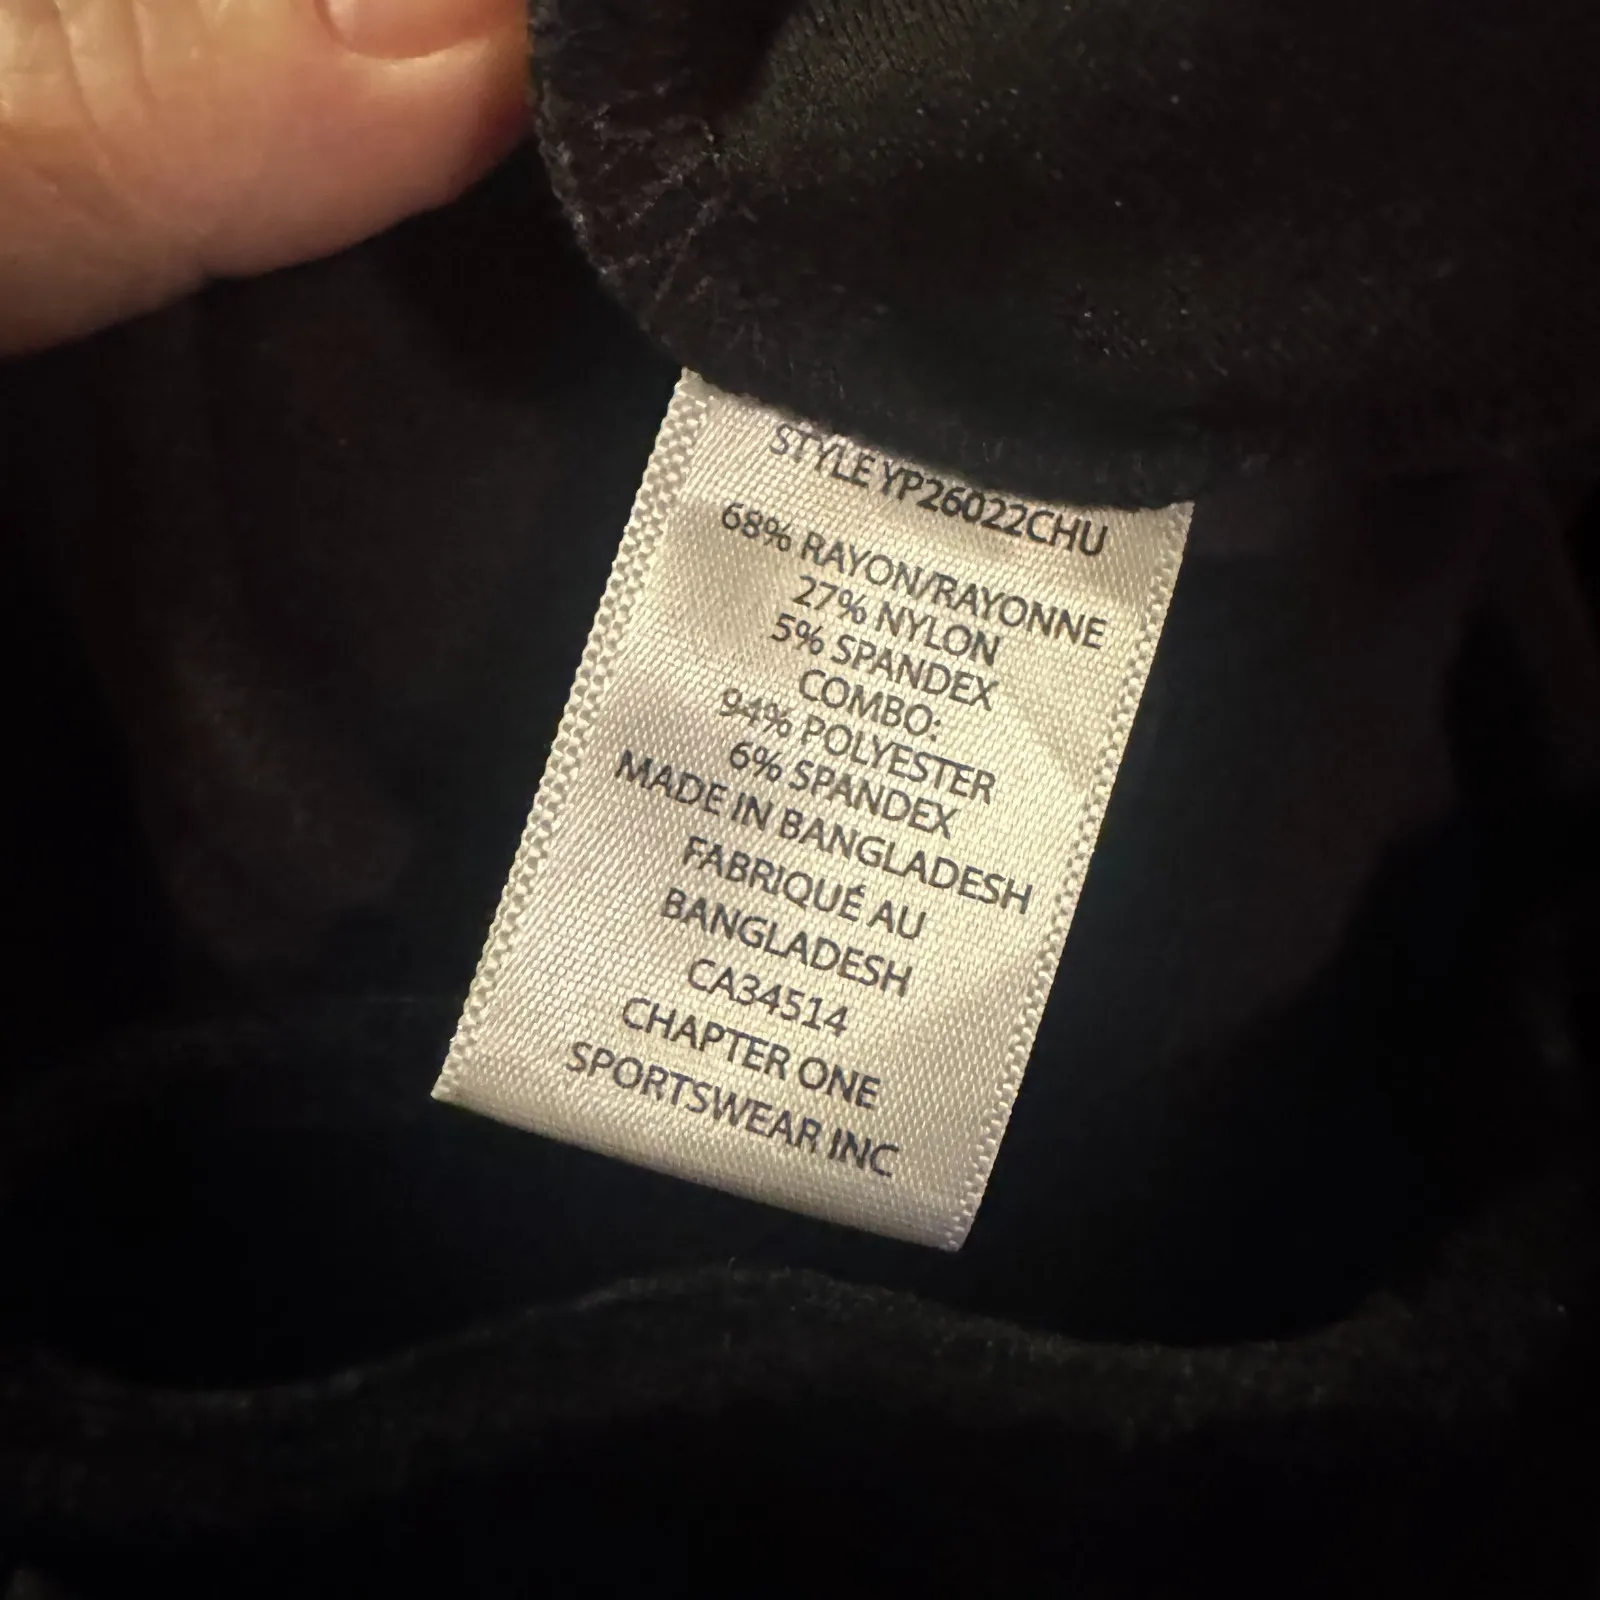 STYLE YP26022CHU
68% RAYON/RAYONNE
27% NYLON
5% SPANDEX
COMBO:
94% POLYESTER
6% SPANDEX
MADE IN BANGLADESH
FABRIQUÉ AU
BANGLADESH
CA34514
CHAPTER ONE
SPORTSWEAR INC